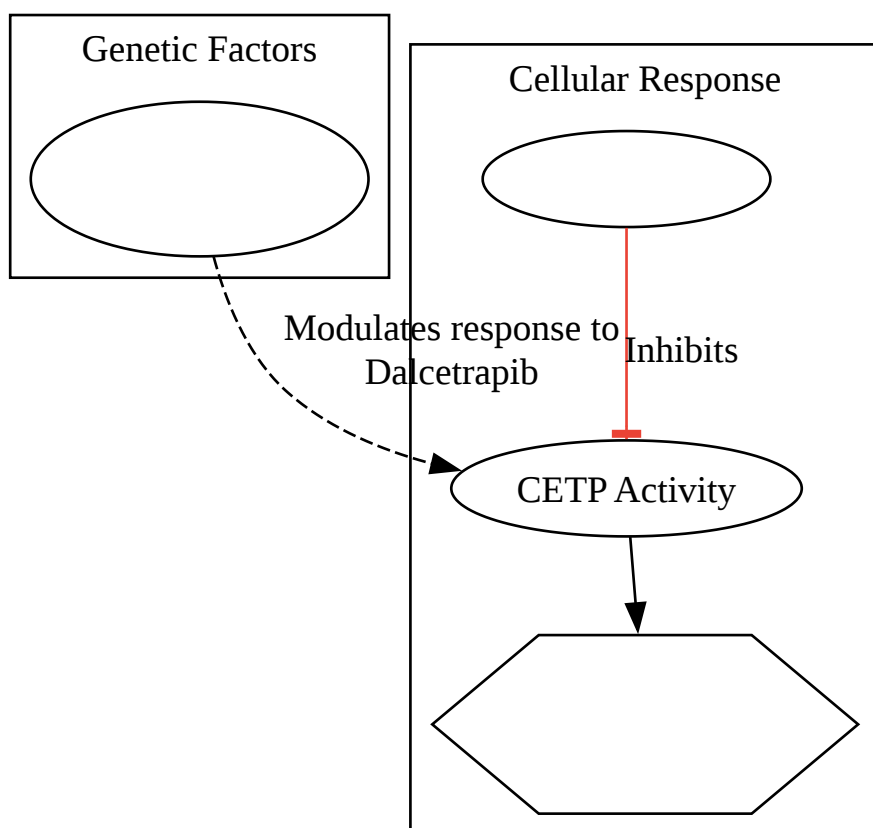 Genetic Factors
Cellular Response
Modulates response to
Dalcetrapib
Inhibits
CETP Activity